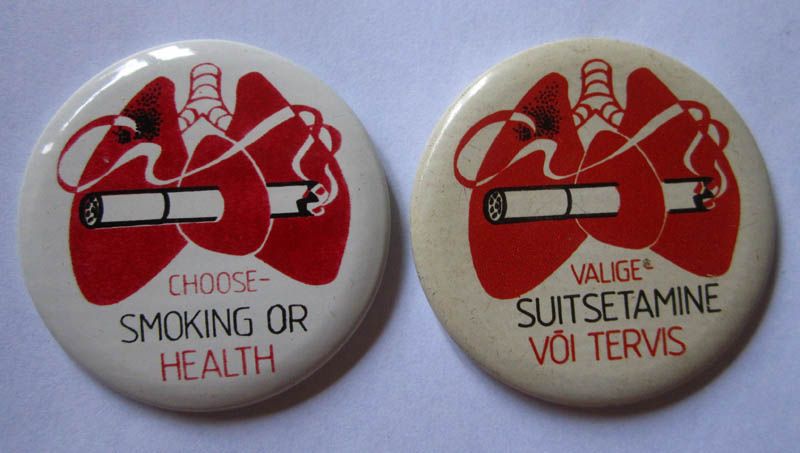 CHOOSE-
SMOKING OR
HEALTH
VALIGE-
SUITSETAMINE
VÕI TERVIS